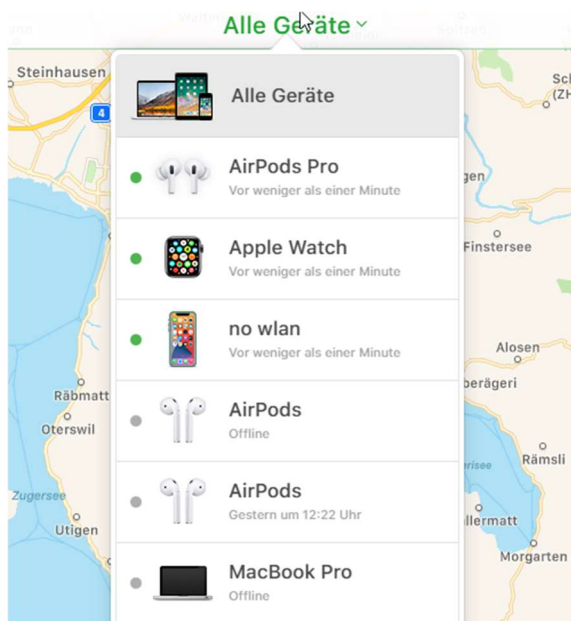 Alle Geräte
Steinhausen
4
Alle Geräte
AirPods Pro
Vor weniger als einer Minute
Apple Watch
Vor weniger als einer Minute
Finstersee
no wlan
Vor weniger als einer Minute
Alosen
Räbmatt
AirPods
Offline
Oterswil
Rämsli
AirPods
Gestern um 12:22 Uhr
Zugersee
Utigen
Morgarten
MacBook Pro
Offline